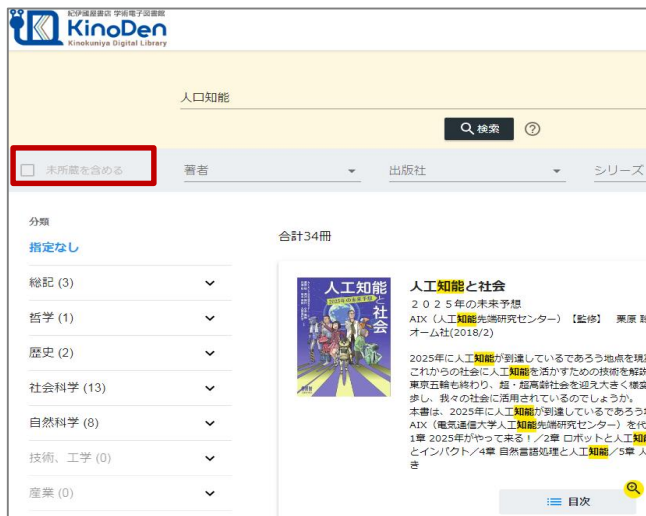 紀伊國屋書店 学術電子図書館
KinoDen
Kinokuniya Digital Library
人口知能
検索
未所蔵を含める
著者
出版社
シリーズ
分類
指定なし
合計34冊
総記 (3)
哲学 (1)
歴史 (2)
社会科学 (13)
自然科学 (8)
技術、工学 (0)
産業 (0)
人工知能
と社会
2025年の未来予想
人工知能と社会
２０２５年の未来予想
AIX（人工知能先端研究センター）【監修】 栗原
オーム社(2018/2)
2025年に人工知能が到達しているであろう地点を現
これからの社会に人工知能を活かすための技術を解説
東京五輪も終わり、超・超高齢社会を迎え大きく様変
歩し、我々の社会に活用されているのでしょうか。
本書は、2025年に人工知能が到達しているであろう
AIX（電気通信大学人工知能先端研究センター）を代
1章 2025年がやって来る！／2章 ロボットと人工知
とインパクト／4章 自然言語処理と人工知能／5章 人
き
目次